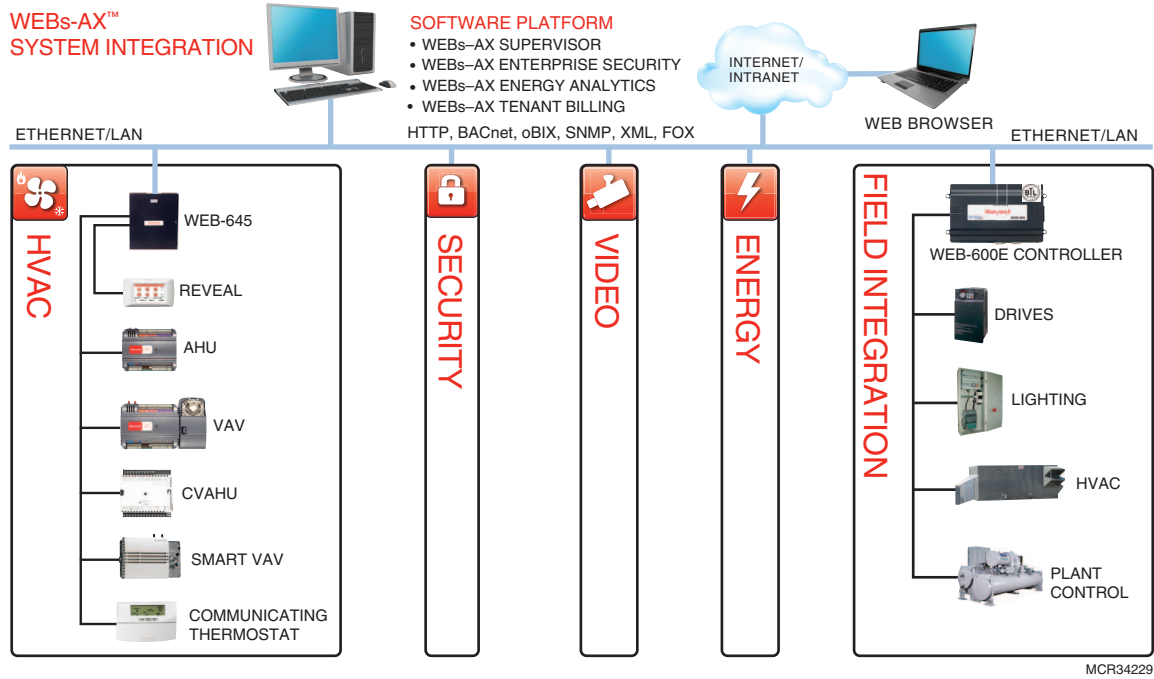 WEBs-AX™
SYSTEM INTEGRATION
SOFTWARE PLATFORM
• WEBs–AX SUPERVISOR
• WEBs–AX ENTERPRISE SECURITY
• WEBs–AX ENERGY ANALYTICS
• WEBs–AX TENANT BILLING
HTTP, BACnet, oBIX, SNMP, XML, FOX
INTERNET/
INTRANET
WEB BROWSER
ETHERNET/LAN
ETHERNET/LAN
HVAC
WEB-645
REVEAL
AHU
VAV
CVAHU
SMART VAV
COMMUNICATING
THERMOSTAT
SECURITY
VIDEO
ENERGY
FIELD INTEGRATION
BTL
Honeywell
WEB-600E CONTROLLER
DRIVES
LIGHTING
HVAC
PLANT
CONTROL
MCR34229